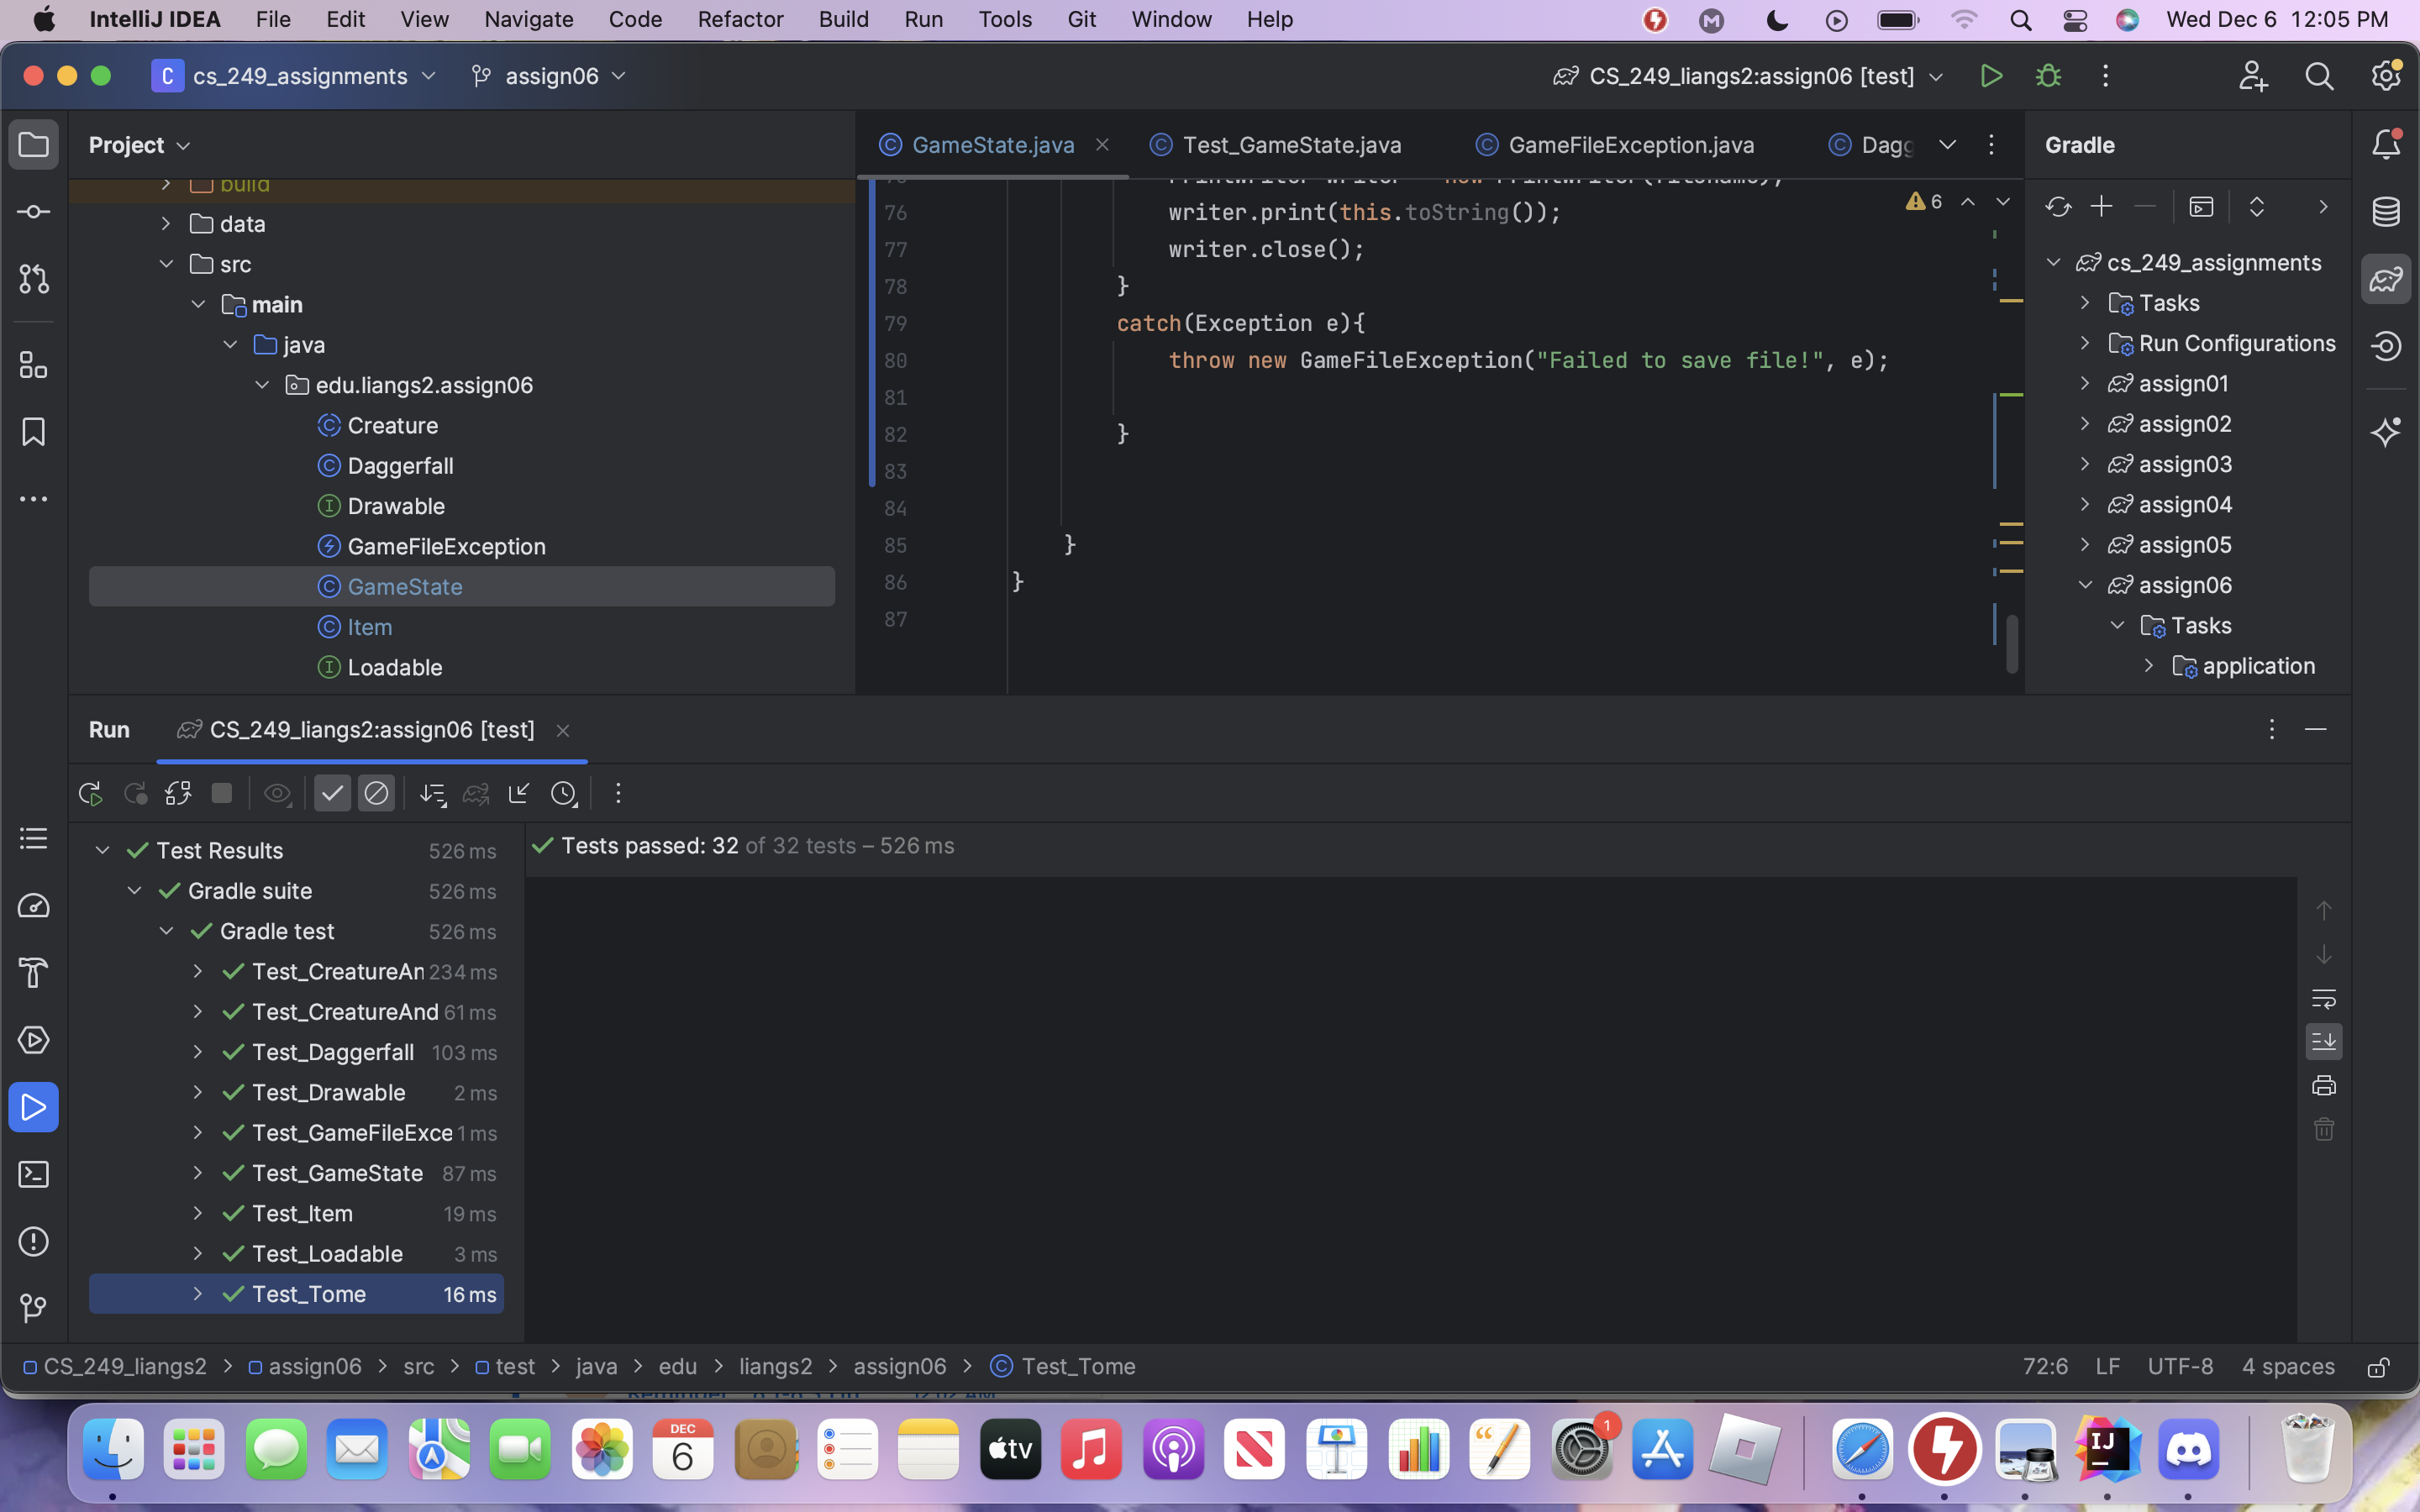 IntelliJ IDEA File Edit View Navigate Code Refactor Build Run Tools Git Window Help Wed Dec 6 12:05 PM
C cs_249_assignments assign06 CS_249_liangs2:assign06 [test]
Project
build
data
src
main
java
edu.liangs2.assign06
Creature
Daggerfall
Drawable
GameFileException
GameState
Item
Loadable
GameState.java Test_GameState.java GameFileException.java Dagg
6
76 writer.print(this.toString());
77 writer.close();
78 }
79 catch(Exception e){
80 throw new GameFileException("Failed to save file!", e);
81
82 }
83
84
85 }
86 }
87
Gradle
cs_249_assignments
Tasks
Run Configurations
assign01
assign02
assign03
assign04
assign05
assign06
Tasks
application
Run CS_249_liangs2:assign06 [test]
Test Results 526 ms
Gradle suite 526 ms
Gradle test 526 ms
Test_CreatureAn 234 ms
Test_CreatureAnd 61 ms
Test_Daggerfall 103 ms
Test_Drawable 2 ms
Test_GameFileExce 1 ms
Test_GameState 87 ms
Test_Item 19 ms
Test_Loadable 3 ms
Test_Tome 16 ms
Tests passed: 32 of 32 tests – 526 ms
CS_249_liangs2 > assign06 > src > test > java > edu > liangs2 > assign06 > Test_Tome 72:6 LF UTF-8 4 spaces
DEC
6
tv
1
IJ